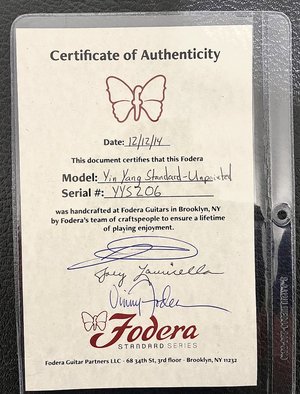 Certificate of Authenticity
Date: 12/12/14
This document certifies that this Fodera
Model: Yin Yang Standard-Unpointed
Serial #: YYS206
was handcrafted at Fodera Guitars in Brooklyn, NY
by Fodera's team of craftspeople to ensure a lifetime
of playing enjoyment.
Joey Lauricella
Vinny Fodera
Fodera
STANDARD SERIES
Fodera Guitar Partners LLC - 68 34th St, 3rd floor - Brooklyn, NY 11232